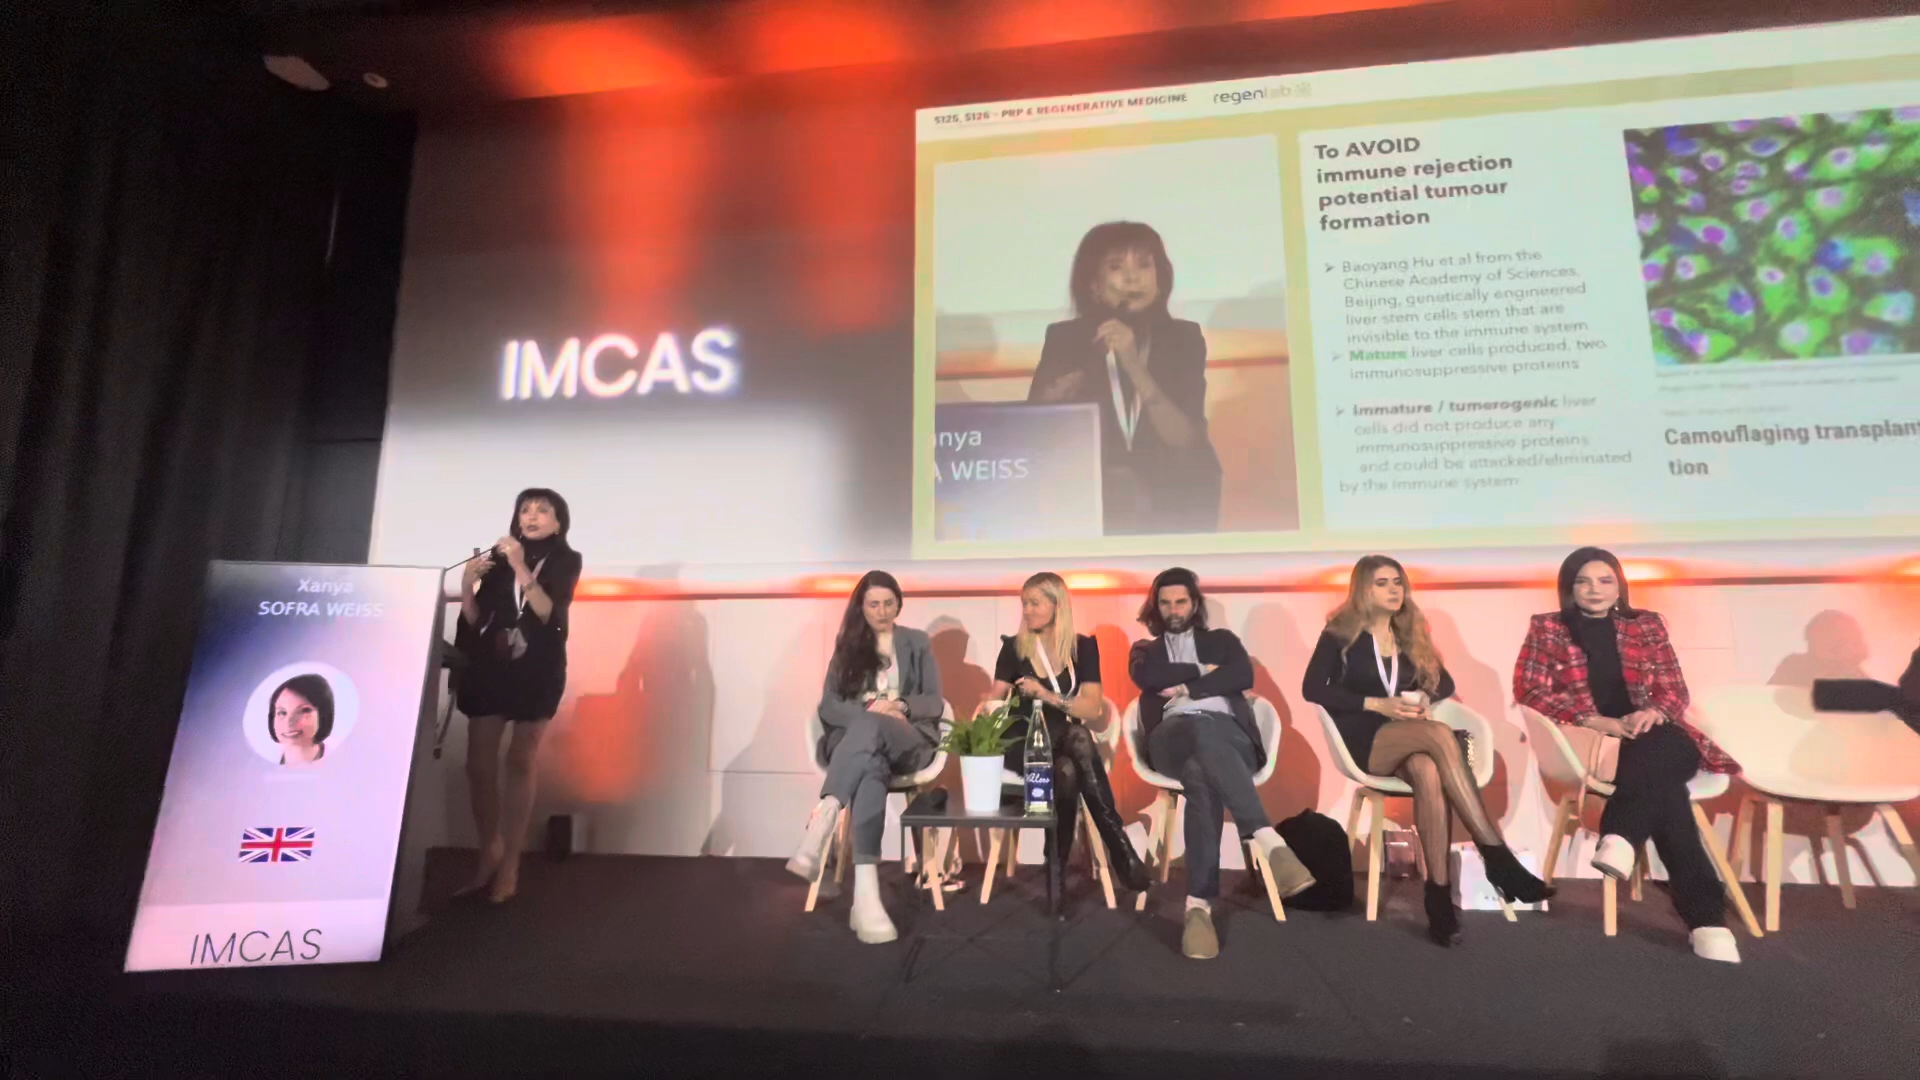 S125, S126 - PRP & REGENERATIVE MEDICINE
regenlab
To AVOID
immune rejection
potential tumour
formation
➢ Baoyang Hu et al from the
Chinese Academy of Sciences,
Beijing, genetically engineered
liver stem cells stem that are
invisible to the immune system
➢ Mature liver cells produced, two
immunosuppressive proteins
➢ Immature / tumerogenic liver
cells did not produce any
immunosuppressive proteins
and could be attacked/eliminated
by the immune system
Camouflaging transplan
tion
anya
A WEISS
IMCAS
Xanya
SOFRA WEISS
IMCAS